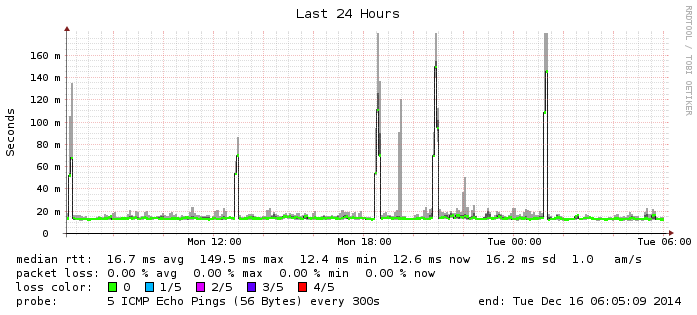 Last 24 Hours
RRDTOOL / TOBI OETIKER
Seconds
160 m
140 m
120 m
100 m
80 m
60 m
40 m
20 m
0
Mon 12:00 Mon 18:00 Tue 00:00 Tue 06:00
median rtt: 16.7 ms avg 149.5 ms max 12.4 ms min 12.6 ms now 16.2 ms sd 1.0 am/s
packet loss: 0.00 % avg 0.00 % max 0.00 % min 0.00 % now
loss color: 0 1/5 2/5 3/5 4/5
probe: 5 ICMP Echo Pings (56 Bytes) every 300s end: Tue Dec 16 06:05:09 2014